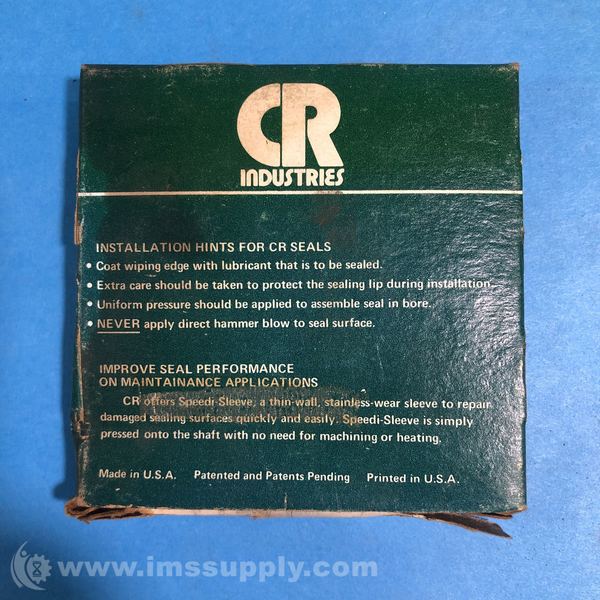 CR
INDUSTRIES
INSTALLATION HINTS FOR CR SEALS
• Coat wiping edge with lubricant that is to be sealed.
• Extra care should be taken to protect the sealing lip during installation.
• Uniform pressure should be applied to assemble seal in bore.
• NEVER apply direct hammer blow to seal surface.
IMPROVE SEAL PERFORMANCE
ON MAINTAINANCE APPLICATIONS
CR offers Speedi-Sleeve, a thin-wall, stainless-wear sleeve to repair
damaged sealing surfaces quickly and easily. Speedi-Sleeve is simply
pressed onto the shaft with no need for machining or heating.
Made in U.S.A. Patented and Patents Pending Printed in U.S.A.
www.imssupply.com